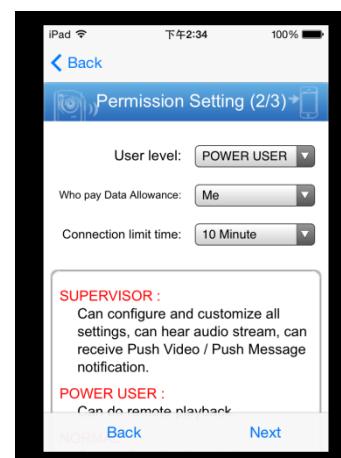 iPad 下午2:34 100%
Back
Permission Setting (2/3)
User level: POWER USER
Who pay Data Allowance: Me
Connection limit time: 10 Minute
SUPERVISOR :
Can configure and customize all
settings, can hear audio stream, can
receive Push Video / Push Message
notification.
POWER USER :
Can do remote playback
Back Next